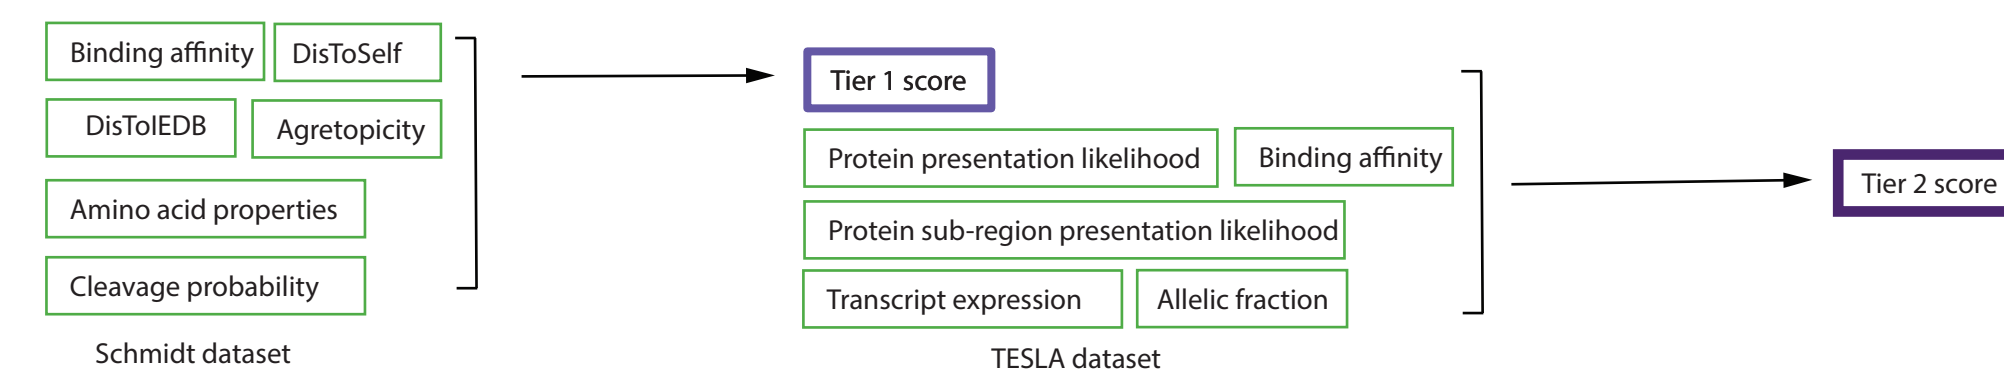 Binding affinity
DisToSelf
DisToIEDB
Agretopicity
Amino acid properties
Cleavage probability
Schmidt dataset
Tier 1 score
Protein presentation likelihood
Binding affinity
Protein sub-region presentation likelihood
Transcript expression
Allelic fraction
TESLA dataset
Tier 2 score